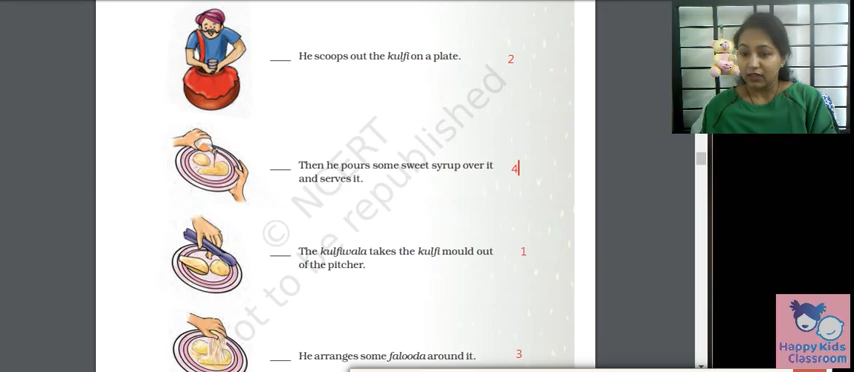 ____ He scoops out the kulfi on a plate. 2
____ Then he pours some sweet syrup over it
and serves it. 4
____ The kulfiwala takes the kulfi mould out
of the pitcher. 1
____ He arranges some falooda around it. 3
© NCERT
not to be republished
Happy Kids
Classroom